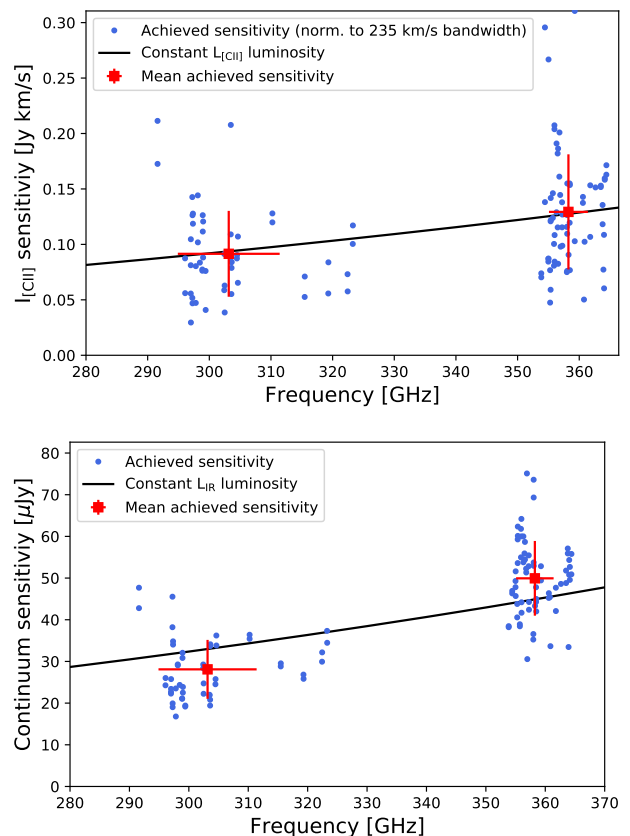 0.30
0.25
0.20
0.15
0.10
0.05
0.00
I[CII] sensitiviy [Jy km/s]
Achieved sensitivity (norm. to 235 km/s bandwidth)
Constant L[CII] luminosity
Mean achieved sensitivity
280 290 300 310 320 330 340 350 360
Frequency [GHz]
80
70
60
50
40
30
20
10
0
Continuum sensitiviy [μJy]
Achieved sensitivity
Constant LIR luminosity
Mean achieved sensitivity
280 290 300 310 320 330 340 350 360 370
Frequency [GHz]